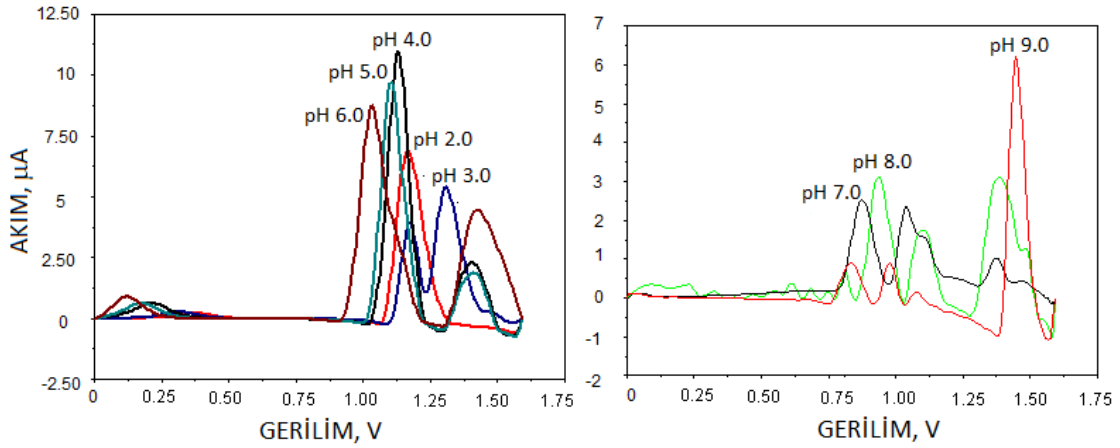 12.50
10
7.50
5
2.50
0
-2.50
AKIM, µA
pH 4.0
pH 5.0
pH 6.0
pH 2.0
pH 3.0
0 0.25 0.50 0.75 1.00 1.25 1.50 1.75
GERİLİM, V
7
6
5
4
3
2
1
0
-1
-2
pH 9.0
pH 8.0
pH 7.0
0 0.25 0.50 0.75 1.00 1.25 1.50 1.75
GERİLİM, V